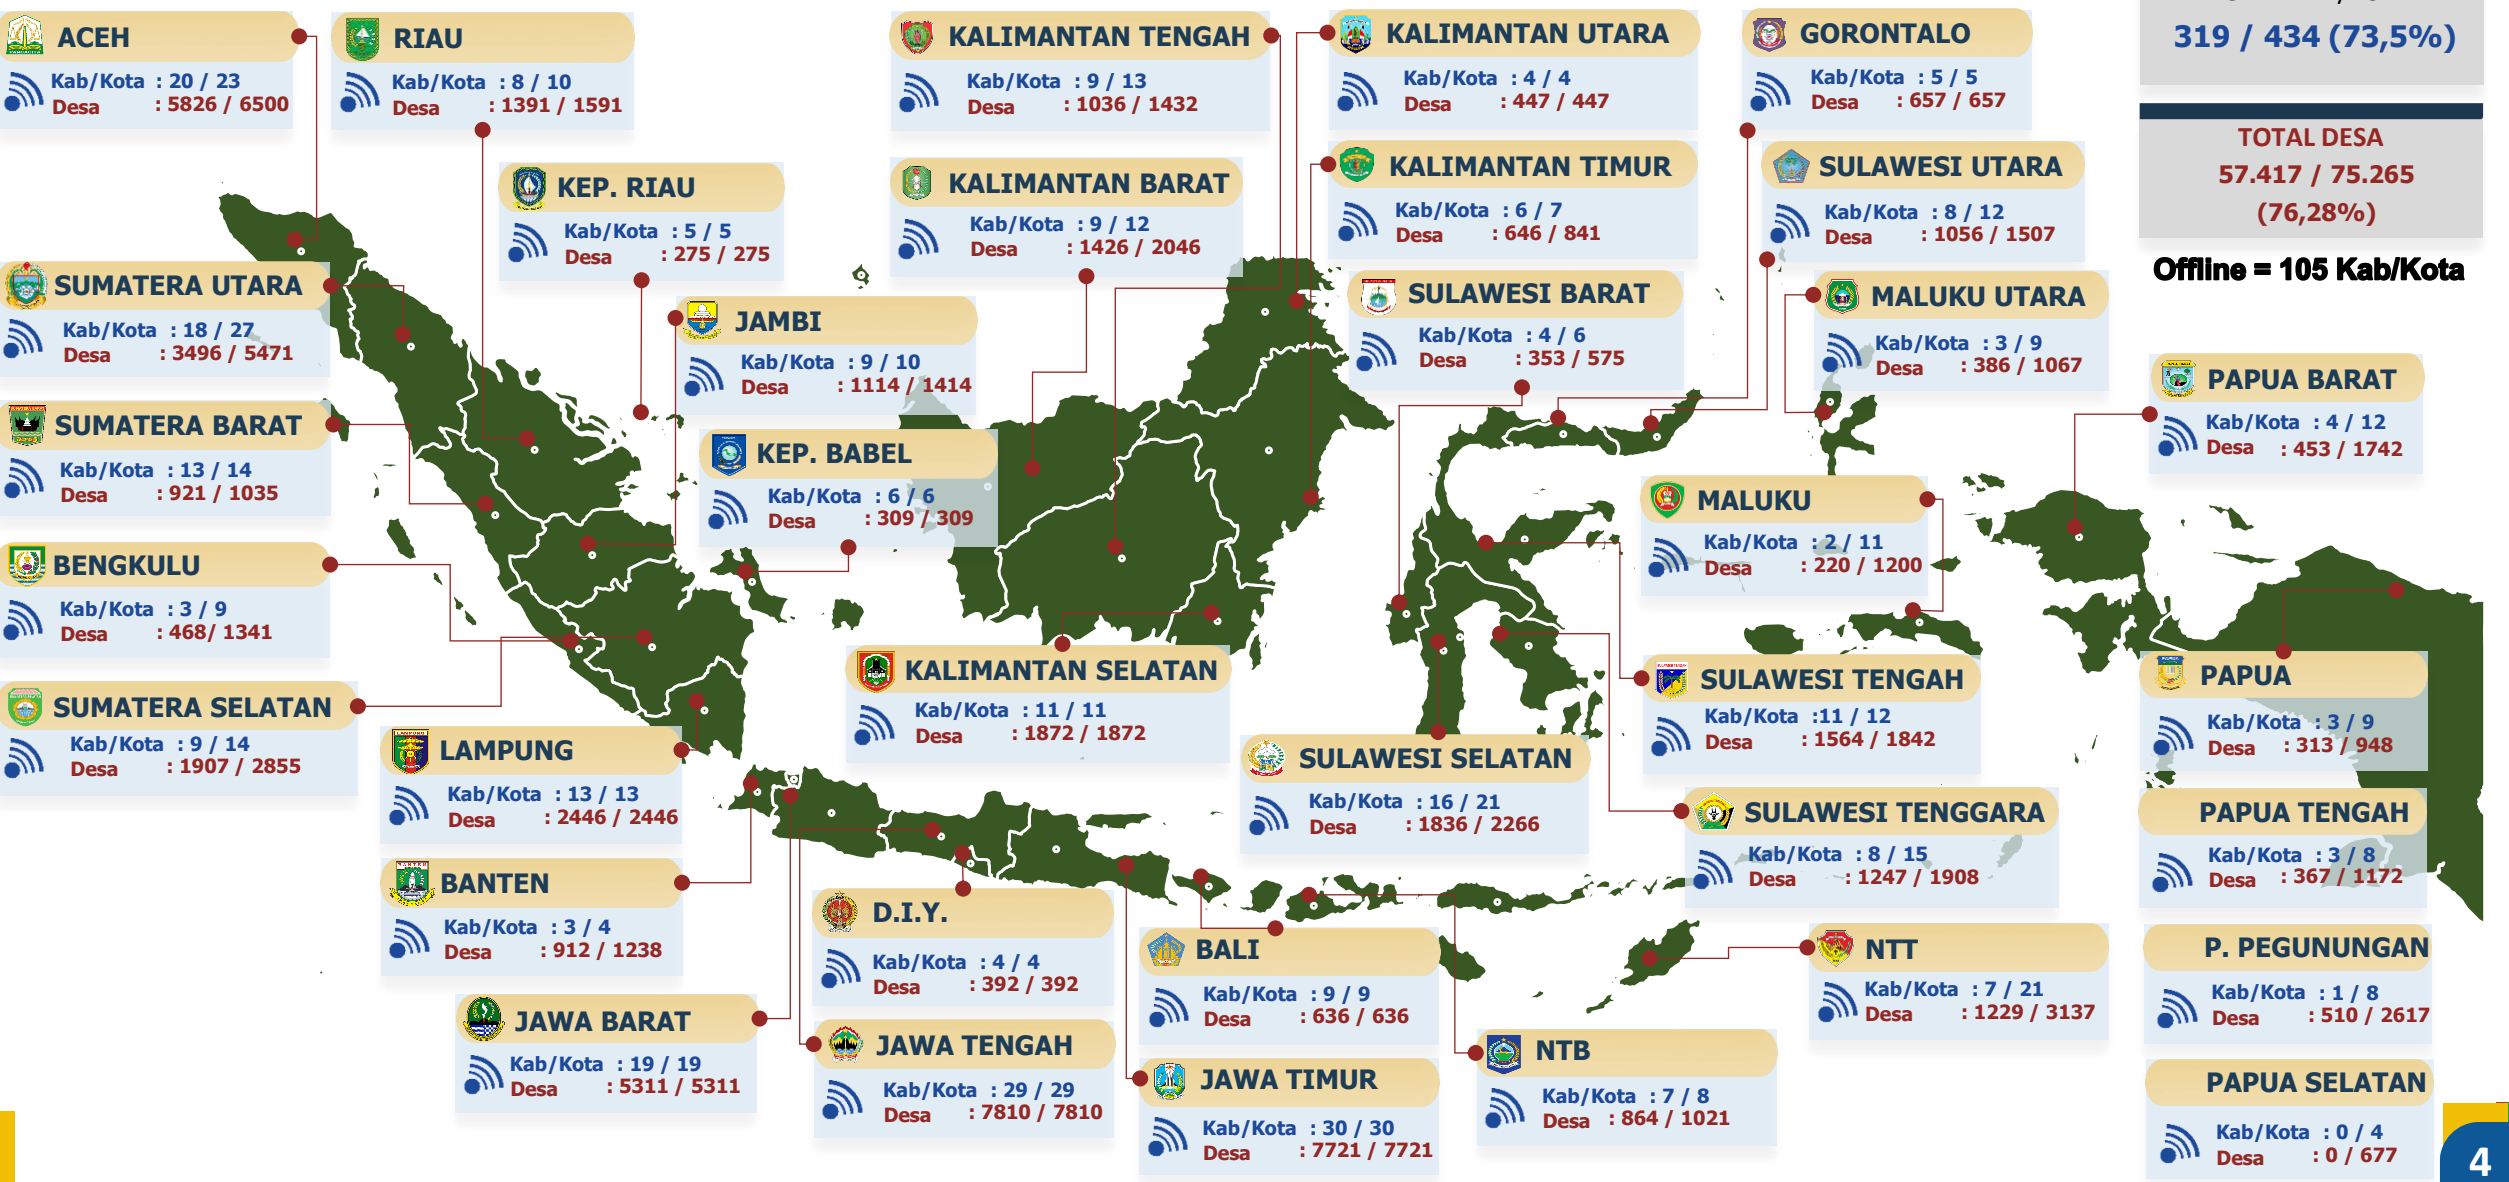 ACEH
Kab/Kota : 20 / 23
Desa : 5826 / 6500
RIAU
Kab/Kota : 8 / 10
Desa : 1391 / 1591
KALIMANTAN TENGAH
Kab/Kota : 9 / 13
Desa : 1036 / 1432
KALIMANTAN UTARA
Kab/Kota : 4 / 4
Desa : 447 / 447
GORONTALO
Kab/Kota : 5 / 5
Desa : 657 / 657
319 / 434 (73,5%)
TOTAL DESA
57.417 / 75.265
(76,28%)
Offline = 105 Kab/Kota
KEP. RIAU
Kab/Kota : 5 / 5
Desa : 275 / 275
KALIMANTAN BARAT
Kab/Kota : 9 / 12
Desa : 1426 / 2046
KALIMANTAN TIMUR
Kab/Kota : 6 / 7
Desa : 646 / 841
SULAWESI UTARA
Kab/Kota : 8 / 12
Desa : 1056 / 1507
SUMATERA UTARA
Kab/Kota : 18 / 27
Desa : 3496 / 5471
JAMBI
Kab/Kota : 9 / 10
Desa : 1114 / 1414
SULAWESI BARAT
Kab/Kota : 4 / 6
Desa : 353 / 575
MALUKU UTARA
Kab/Kota : 3 / 9
Desa : 386 / 1067
PAPUA BARAT
Kab/Kota : 4 / 12
Desa : 453 / 1742
SUMATERA BARAT
Kab/Kota : 13 / 14
Desa : 921 / 1035
KEP. BABEL
Kab/Kota : 6 / 6
Desa : 309 / 309
MALUKU
Kab/Kota : 2 / 11
Desa : 220 / 1200
BENGKULU
Kab/Kota : 3 / 9
Desa : 468/ 1341
KALIMANTAN SELATAN
Kab/Kota : 11 / 11
Desa : 1872 / 1872
SULAWESI TENGAH
Kab/Kota :11 / 12
Desa : 1564 / 1842
PAPUA
Kab/Kota : 3 / 9
Desa : 313 / 948
SUMATERA SELATAN
Kab/Kota : 9 / 14
Desa : 1907 / 2855
LAMPUNG
Kab/Kota : 13 / 13
Desa : 2446 / 2446
SULAWESI SELATAN
Kab/Kota : 16 / 21
Desa : 1836 / 2266
SULAWESI TENGGARA
Kab/Kota : 8 / 15
Desa : 1247 / 1908
PAPUA TENGAH
Kab/Kota : 3 / 8
Desa : 367 / 1172
BANTEN
Kab/Kota : 3 / 4
Desa : 912 / 1238
D.I.Y.
Kab/Kota : 4 / 4
Desa : 392 / 392
BALI
Kab/Kota : 9 / 9
Desa : 636 / 636
NTT
Kab/Kota : 7 / 21
Desa : 1229 / 3137
P. PEGUNUNGAN
Kab/Kota : 1 / 8
Desa : 510 / 2617
JAWA BARAT
Kab/Kota : 19 / 19
Desa : 5311 / 5311
JAWA TENGAH
Kab/Kota : 29 / 29
Desa : 7810 / 7810
JAWA TIMUR
Kab/Kota : 30 / 30
Desa : 7721 / 7721
NTB
Kab/Kota : 7 / 8
Desa : 864 / 1021
PAPUA SELATAN
Kab/Kota : 0 / 4
Desa : 0 / 677
4